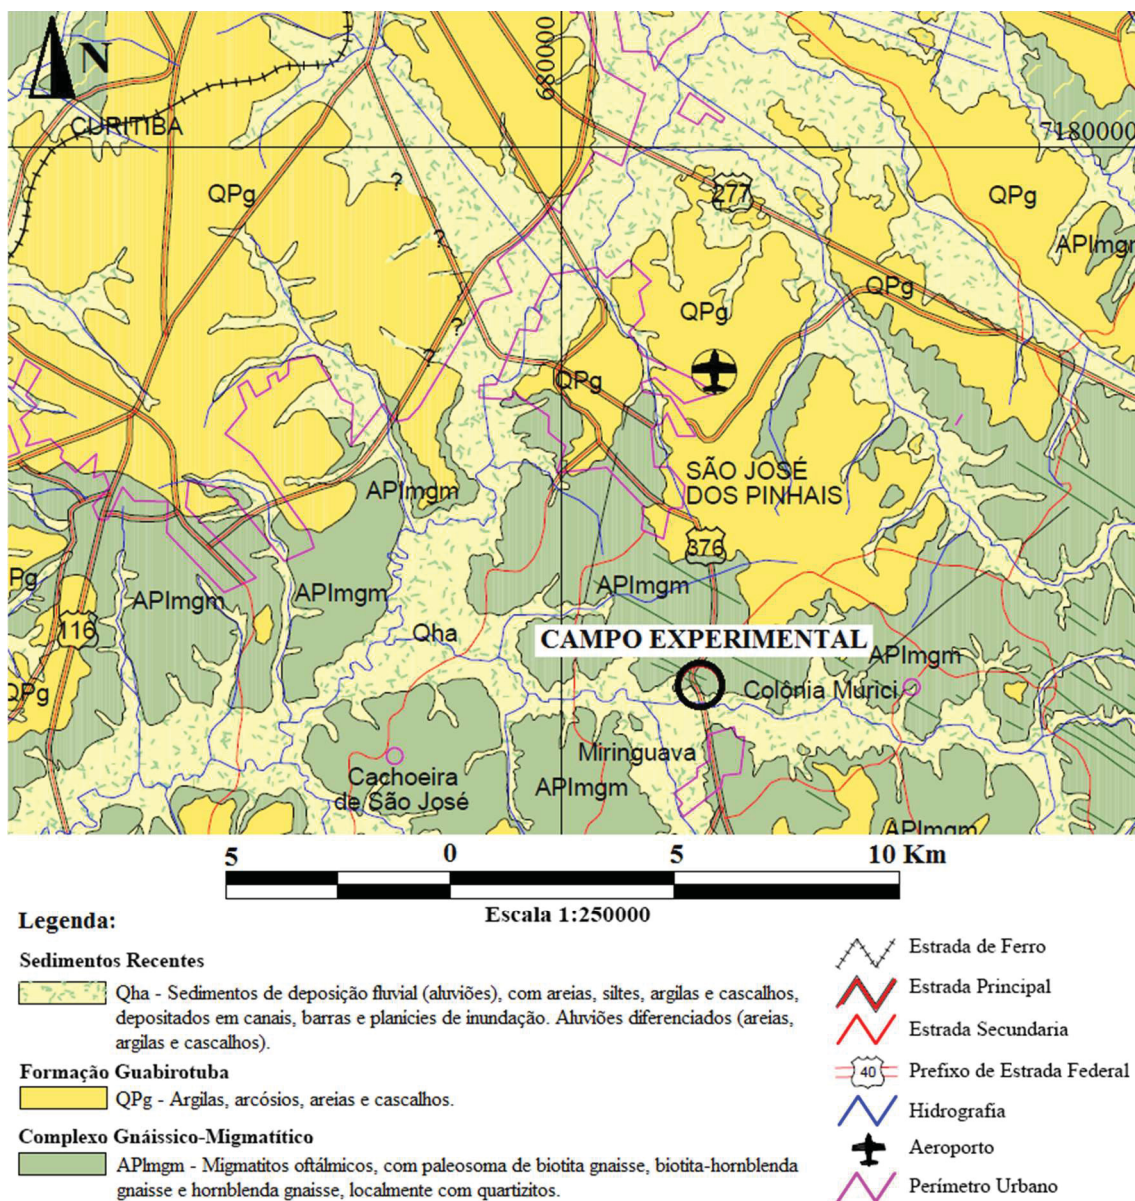 N
680000
CURITIBA
7180000
QPg
?
277
QPg
?
APImgm
QPg
QPg
?
?
QPg
SÃO JOSÉ
DOS PINHAIS
APImgm
376
Pg
APImgm
APImgm
APImgm
116
Qha
CAMPO EXPERIMENTAL
APImgm
QPg
Colônia Murici
Miringuava
Cachoeira
de São José
APImgm
APImgm
5 0 5 10 Km
Escala 1:250000
Legenda:
Sedimentos Recentes
Qha - Sedimentos de deposição fluvial (aluviões), com areias, siltes, argilas e cascalhos,
depositados em canais, barras e planicies de inundação. Aluviões diferenciados (areias,
argilas e cascalhos).
Formação Guabirotuba
QPg - Argilas, arcósios, areias e cascalhos.
Complexo Gnáissico-Migmatítico
APImgm - Migmatitos oftálmicos, com paleosoma de biotita gnaisse, biotita-hornblenda
gnaisse e hornblenda gnaisse, localmente com quartizitos.
Estrada de Ferro
Estrada Principal
Estrada Secundaria
40 Prefixo de Estrada Federal
Hidrografia
Aeroporto
Perímetro Urbano